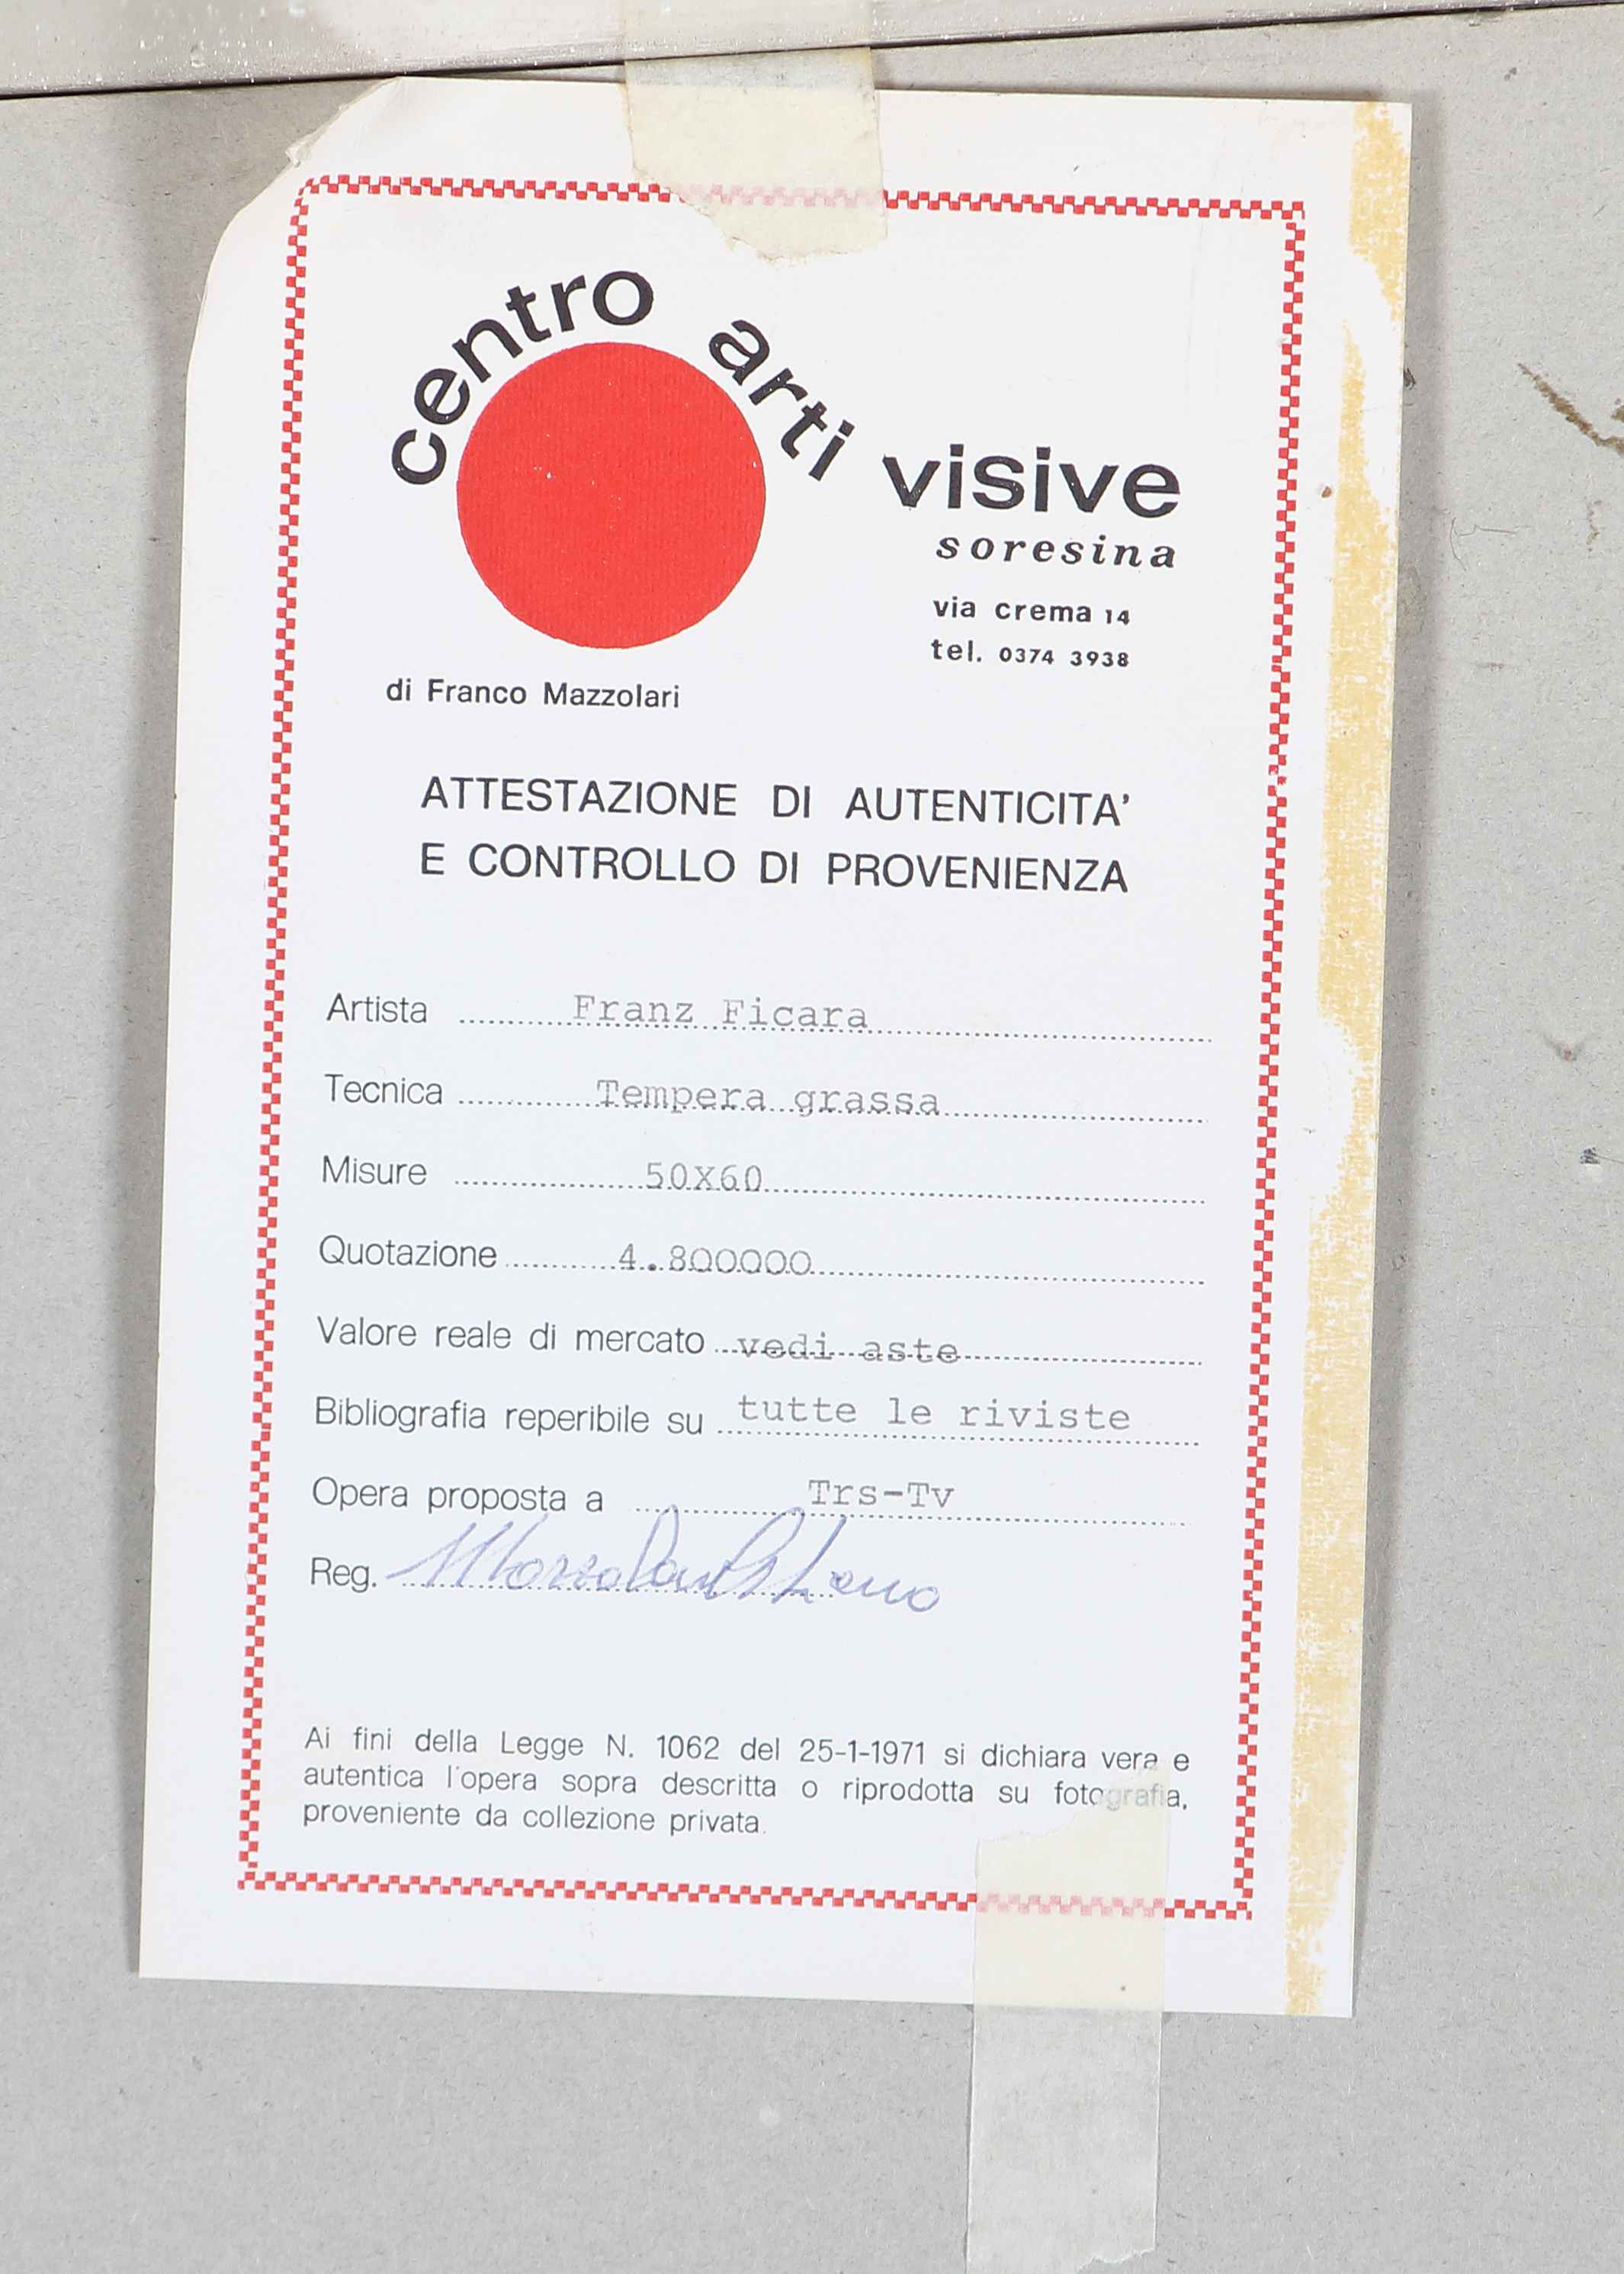 centro arti visive
soresina
via crema 14
tel. 0374 3938
di Franco Mazzolari
ATTESTAZIONE DI AUTENTICITA'
E CONTROLLO DI PROVENIENZA
Artista Franz Ficara
Tecnica Tempera grassa
Misure 50X60
Quotazione 4.800000
Valore reale di mercato vedi aste
Bibliografia reperibile su tutte le riviste
Opera proposta a Trs-Tv
Reg.
Ai fini della Legge N. 1062 del 25-1-1971 si dichiara vera e
autentica l'opera sopra descritta o riprodotta su fotografia,
proveniente da collezione privata.